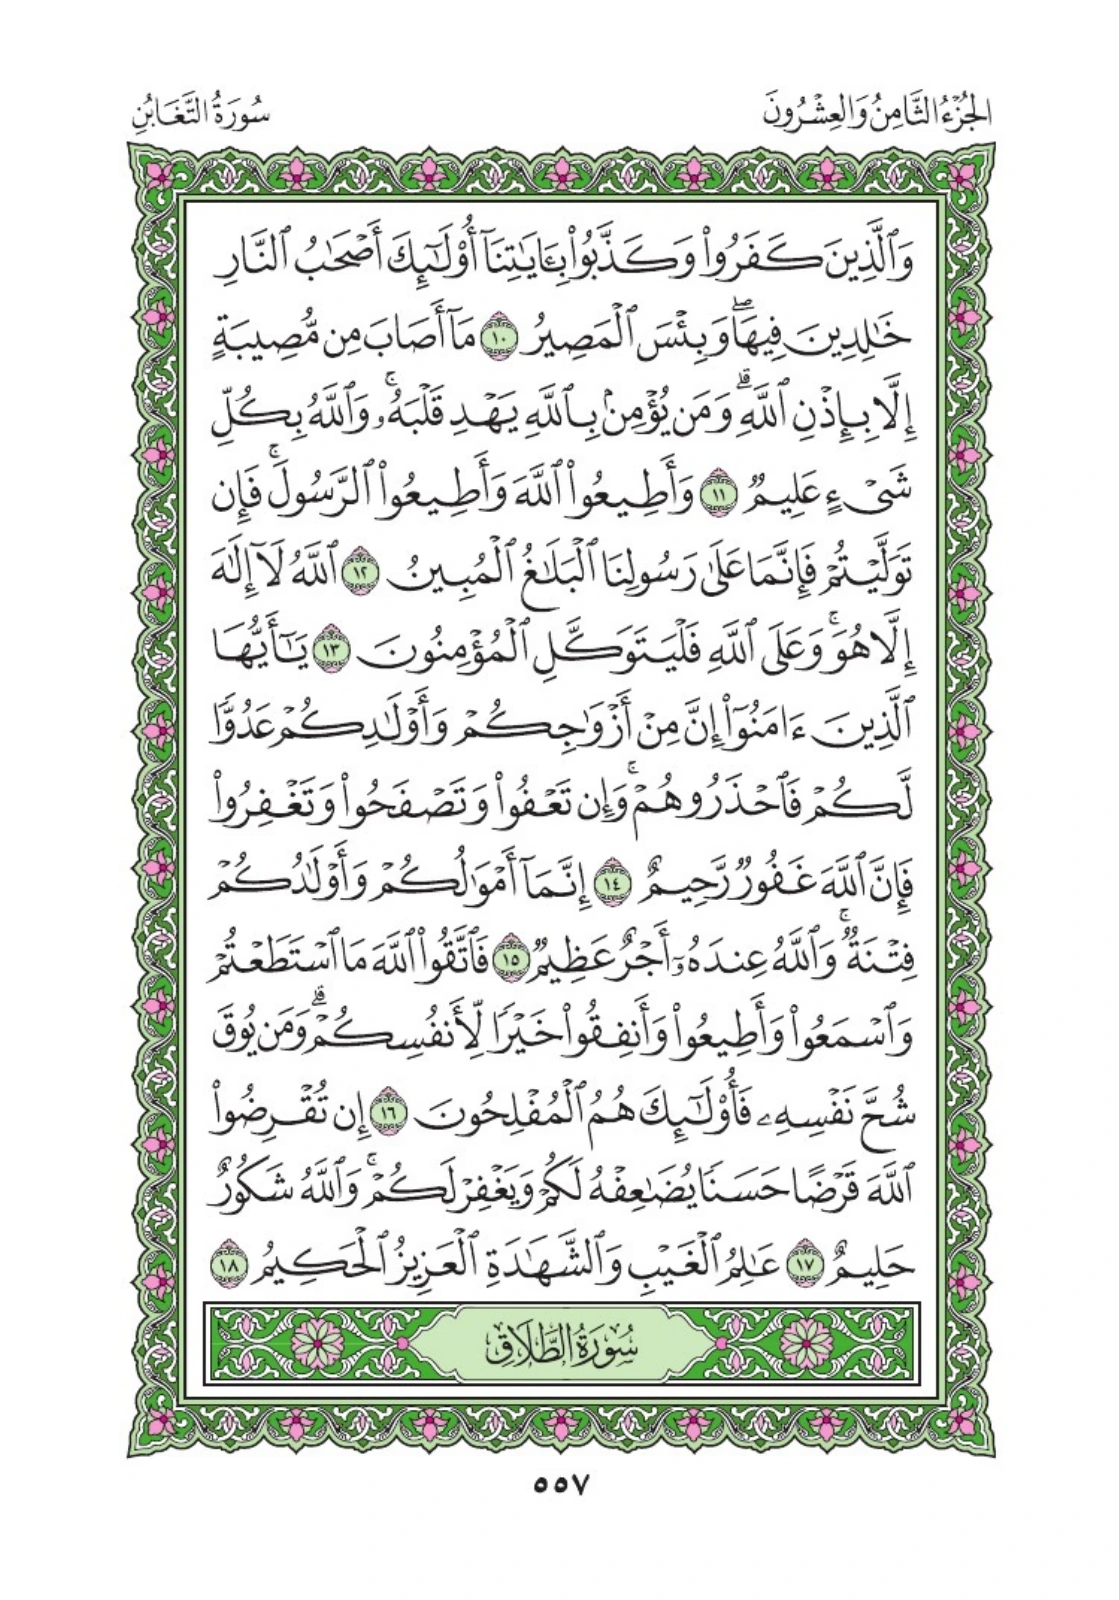 الجُزْءُ الثَّامِنُ وَالعِشْرُونَ
سُورَةُ التَّغَابُنِ
وَٱلَّذِينَ كَفَرُواْ وَكَذَّبُواْ بِـَٔايَٰتِنَآ أُوْلَٰٓئِكَ أَصْحَٰبُ ٱلنَّارِ
خَٰلِدِينَ فِيهَاۖ وَبِئْسَ ٱلْمَصِيرُ ١٠ مَآ أَصَابَ مِن مُّصِيبَةٍ
إِلَّا بِإِذْنِ ٱللَّهِۗ وَمَن يُؤْمِنۢ بِٱللَّهِ يَهْدِ قَلْبَهُۥۚ وَٱللَّهُ بِكُلِّ
شَىْءٍ عَلِيمٌ ١١ وَأَطِيعُواْ ٱللَّهَ وَأَطِيعُواْ ٱلرَّسُولَۚ فَإِن
تَوَلَّيْتُمْ فَإِنَّمَا عَلَىٰ رَسُولِنَا ٱلْبَلَٰغُ ٱلْمُبِينُ ١٢ ٱللَّهُ لَآ إِلَٰهَ
إِلَّا هُوَۚ وَعَلَى ٱللَّهِ فَلْيَتَوَكَّلِ ٱلْمُؤْمِنُونَ ١٣ يَٰٓأَيُّهَا
ٱلَّذِينَ ءَامَنُوٓاْ إِنَّ مِنْ أَزْوَٰجِكُمْ وَأَوْلَٰدِكُمْ عَدُوًّا
لَّكُمْ فَٱحْذَرُوهُمْۚ وَإِن تَعْفُواْ وَتَصْفَحُواْ وَتَغْفِرُواْ
فَإِنَّ ٱللَّهَ غَفُورٌ رَّحِيمٌ ١٤ إِنَّمَآ أَمْوَٰلُكُمْ وَأَوْلَٰدُكُمْ
فِتْنَةٌۚ وَٱللَّهُ عِندَهُۥٓ أَجْرٌ عَظِيمٌ ١٥ فَٱتَّقُواْ ٱللَّهَ مَا ٱسْتَطَعْتُمْ
وَٱسْمَعُواْ وَأَطِيعُواْ وَأَنفِقُواْ خَيْرًا لِّأَنفُسِكُمْۗ وَمَن يُوقَ
شُحَّ نَفْسِهِۦ فَأُوْلَٰٓئِكَ هُمُ ٱلْمُفْلِحُونَ ١٦ إِن تُقْرِضُواْ
ٱللَّهَ قَرْضًا حَسَنًا يُضَٰعِفْهُ لَكُمْ وَيَغْفِرْ لَكُمْۚ وَٱللَّهُ شَكُورٌ
حَلِيمٌ ١٧ عَٰلِمُ ٱلْغَيْبِ وَٱلشَّهَٰدَةِ ٱلْعَزِيزُ ٱلْحَكِيمُ ١٨
سُورَةُ الطَّلَاقِ
٥٥٧